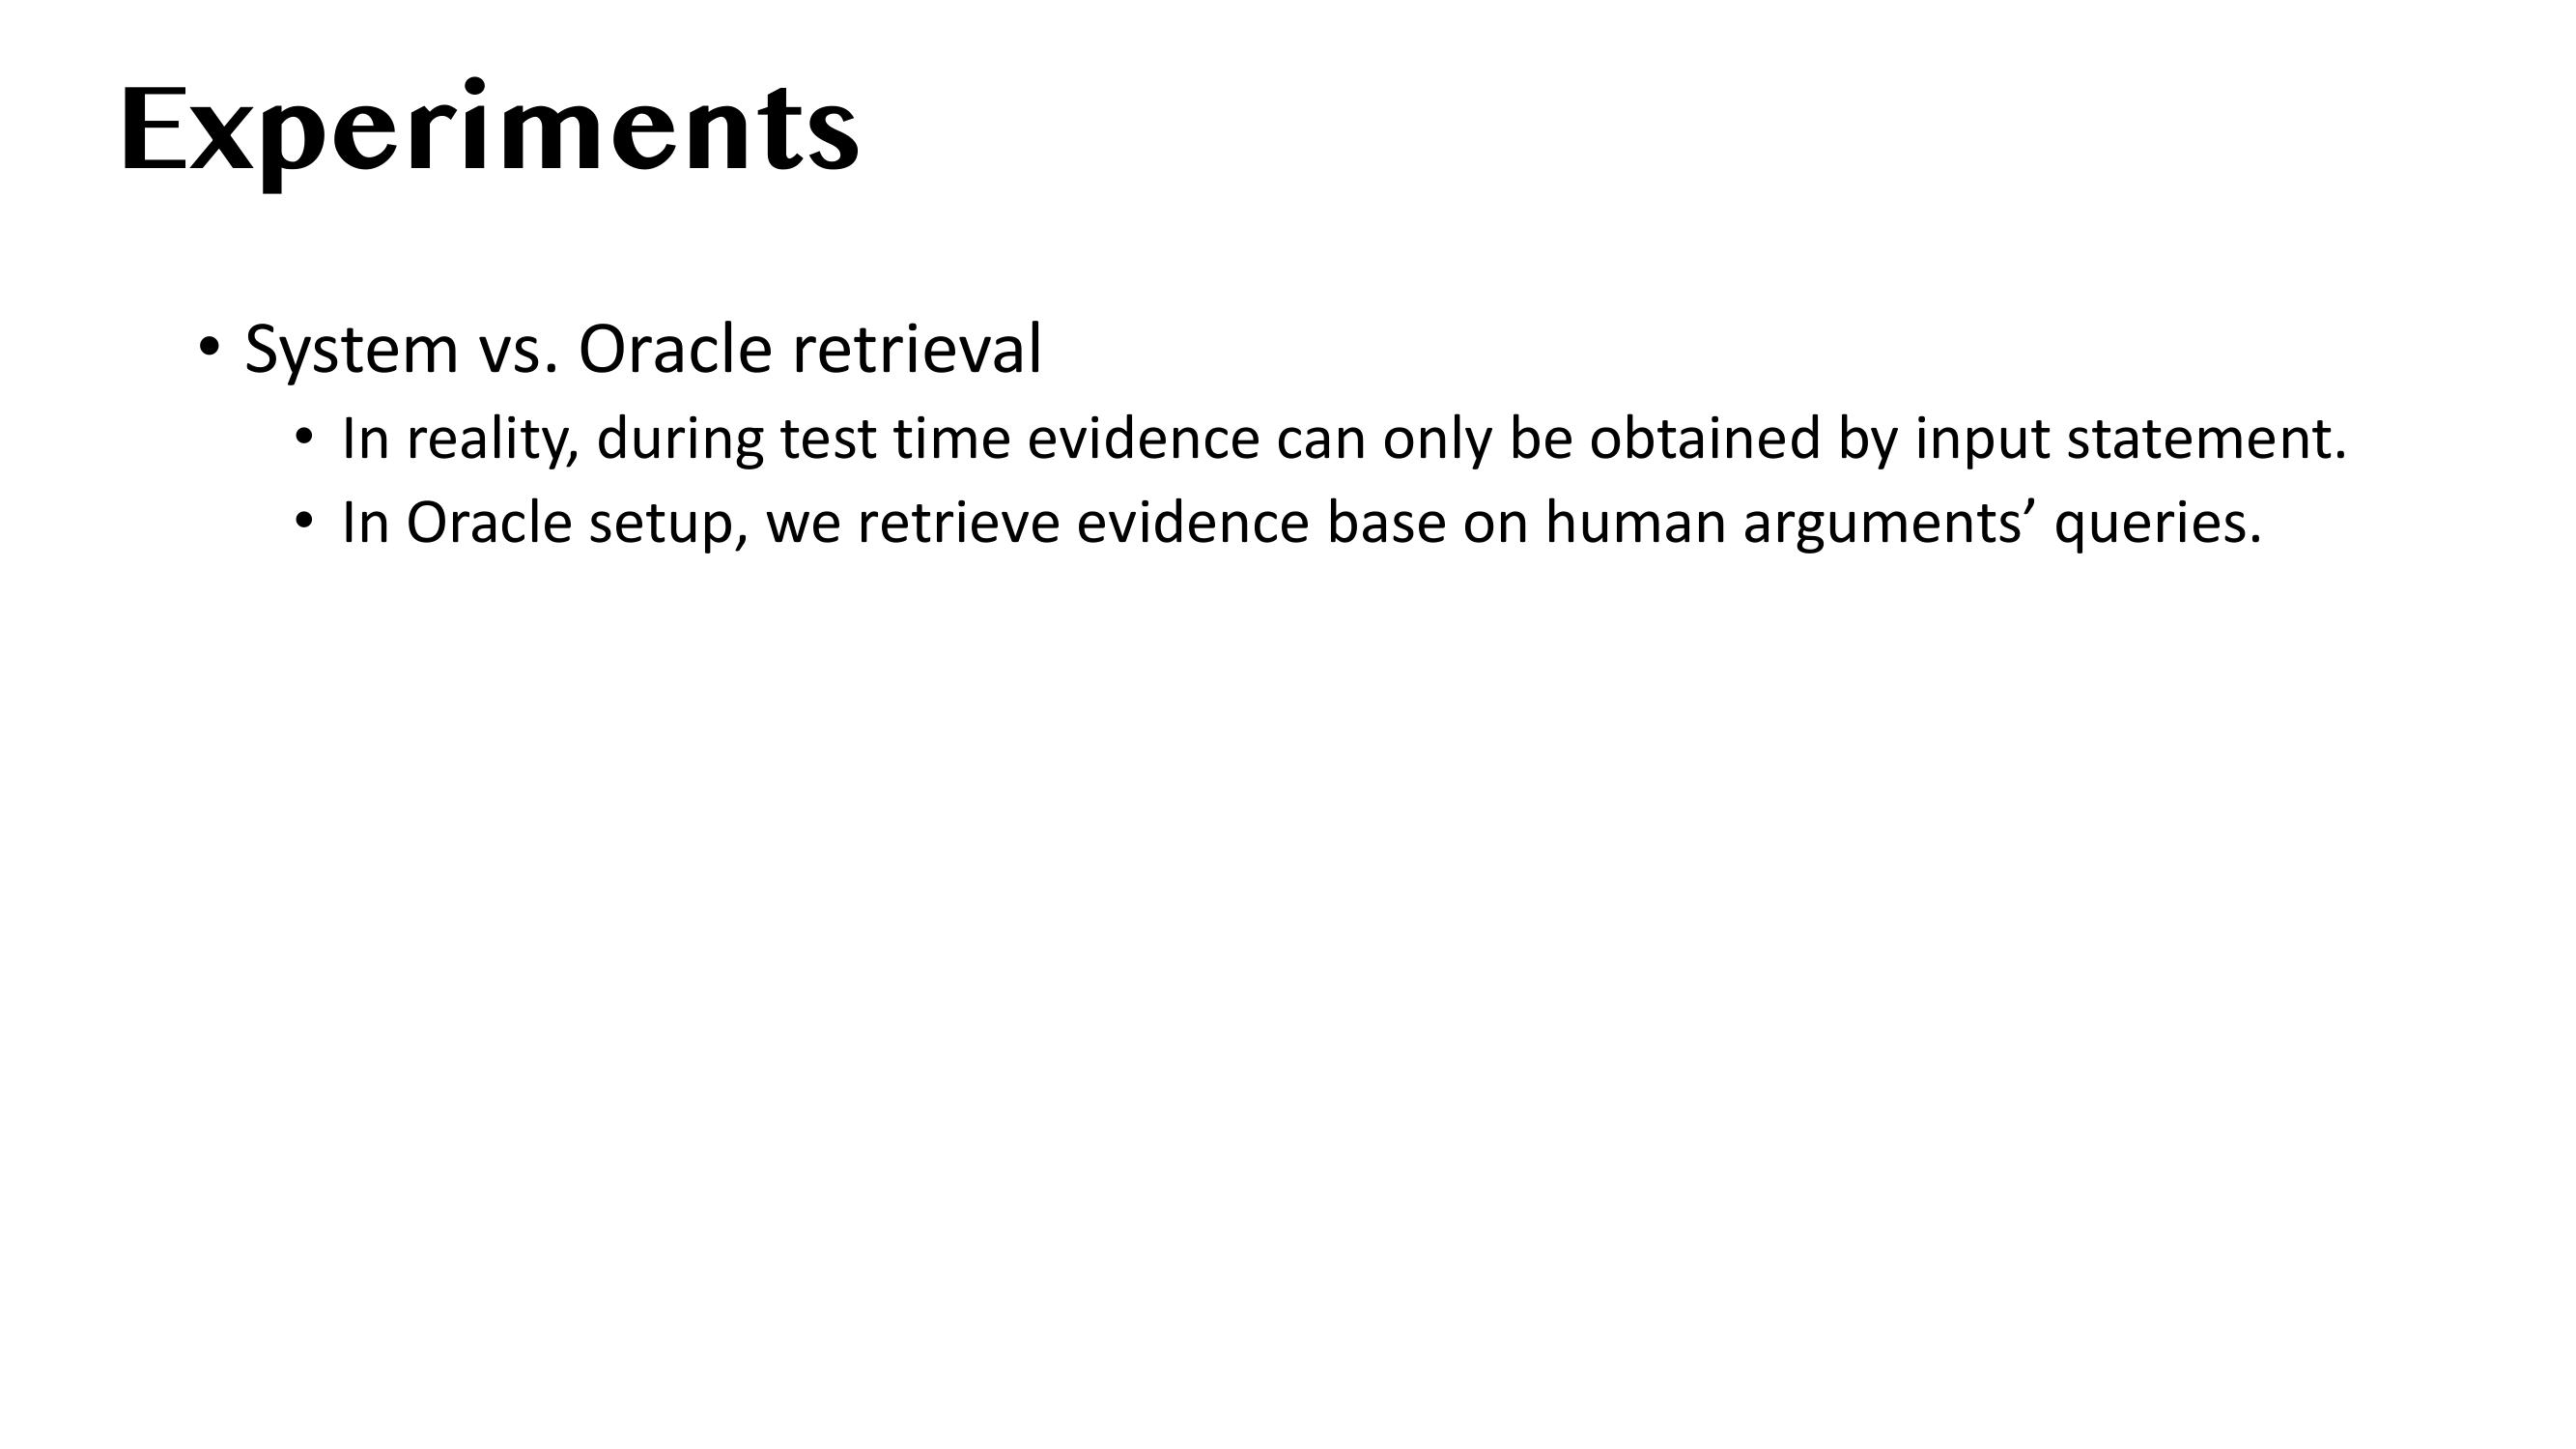 Experiments
• System vs. Oracle retrieval
• In reality, during test time evidence can only be obtained by input statement.
• In Oracle setup, we retrieve evidence base on human arguments’ queries.